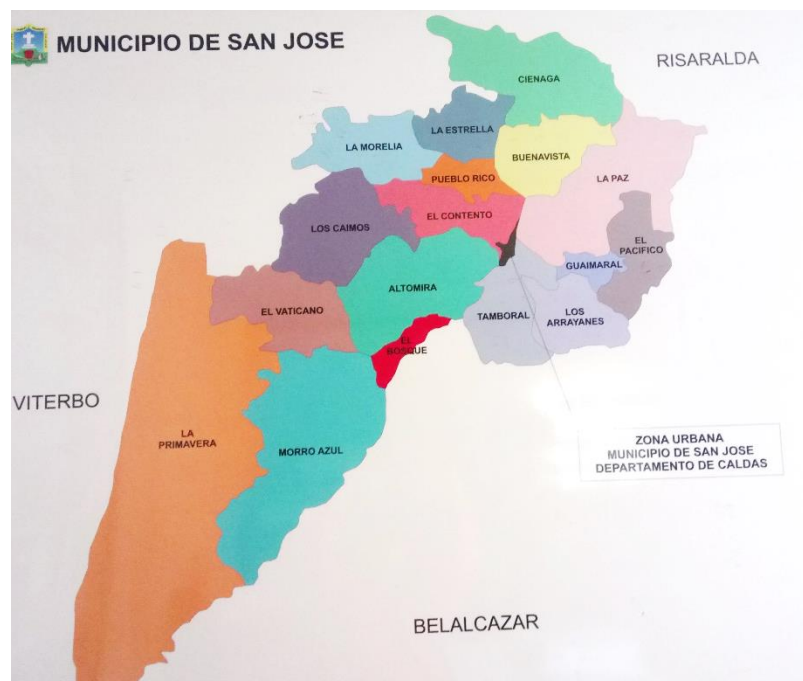 MUNICIPIO DE SAN JOSE
RISARALDA
CIENAGA
LA ESTRELLA
LA MORELIA
BUENAVISTA
PUEBLO RICO
LA PAZ
EL CONTENTO
LOS CAIMOS
EL
PACIFICO
GUAIMARAL
ALTOMIRA
EL VATICANO
TAMBORAL
LOS
ARRAYANES
EL
BOSQUE
VITERBO
LA
PRIMAVERA
MORRO AZUL
ZONA URBANA
MUNICIPIO DE SAN JOSE
DEPARTAMENTO DE CALDAS
BELALCAZAR